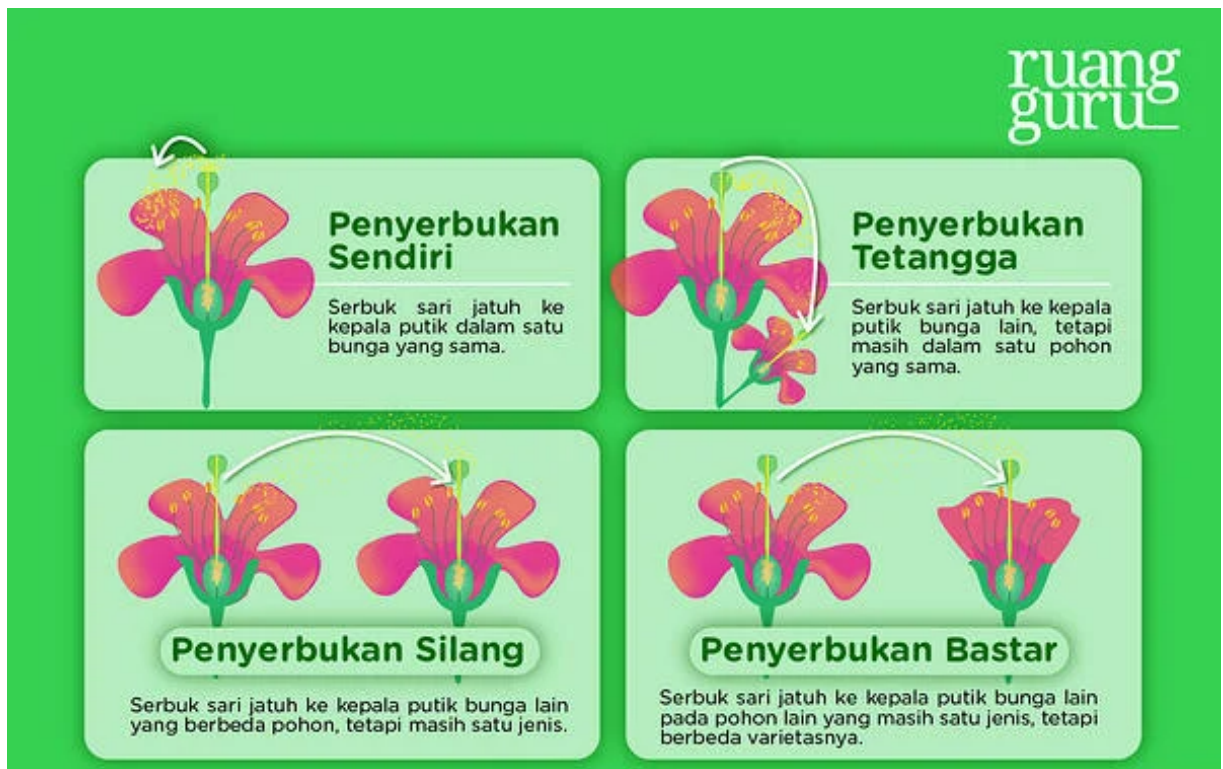 ruang
guru
Penyerbukan
Sendiri
Serbuk sari jatuh ke
kepala putik dalam satu
bunga yang sama.
Penyerbukan
Tetangga
Serbuk sari jatuh ke kepala
putik bunga lain, tetapi
masih dalam satu pohon
yang sama.
Penyerbukan Silang
Serbuk sari jatuh ke kepala putik bunga lain
yang berbeda pohon, tetapi masih satu jenis.
Penyerbukan Bastar
Serbuk sari jatuh ke kepala putik bunga lain
pada pohon lain yang masih satu jenis, tetapi
berbeda varietasnya.